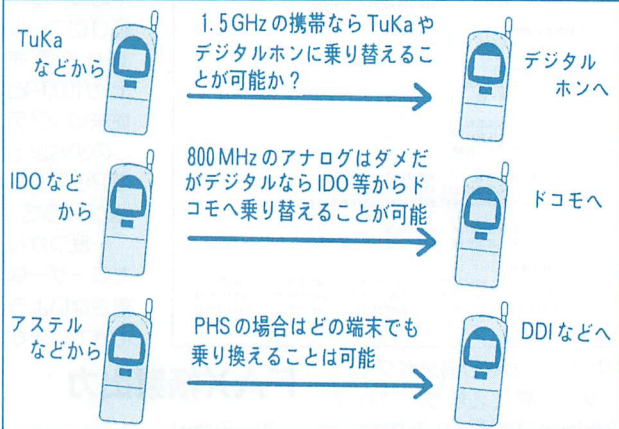 TuKa
などから
1.5GHzの携帯ならTuKaや
デジタルホンに乗り替えるこ
とが可能か?
デジタル
ホンへ
IDOなど
から
800MHzのアナログはダメだ
がデジタルならIDO等からド
コモへ乗り替えることが可能
ドコモへ
アステル
などから
PHSの場合はどの端末でも
乗り換えることは可能
DDIなどへ